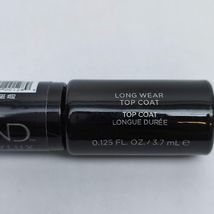 LONG WEAR
TOP COAT
TOP COAT
LONGUE DURÉE
0.125 FL. OZ. / 3.7 mL e